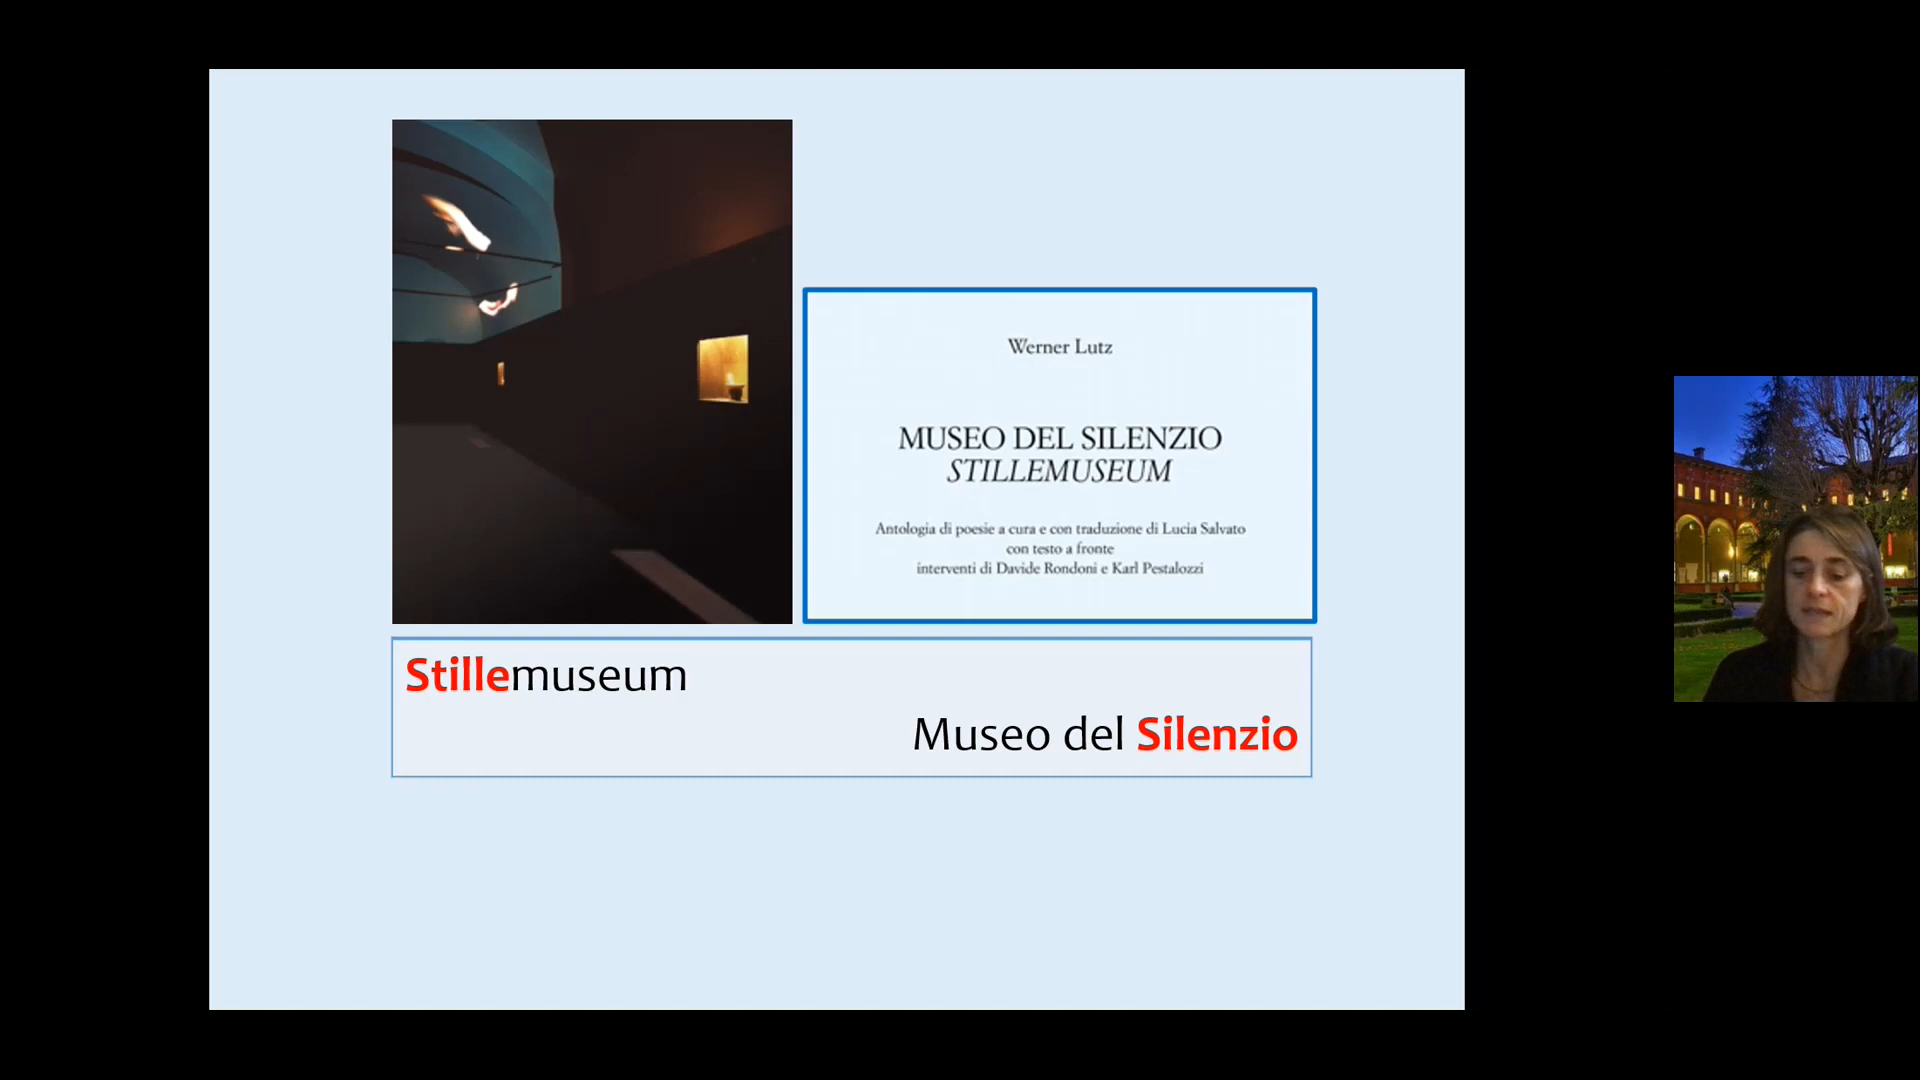 Werner Lutz
MUSEO DEL SILENZIO
STILLEMUSEUM
Antologia di poesie a cura e con traduzione di Lucia Salvato
con testo a fronte
interventi di Davide Rondoni e Karl Pestalozzi
Stillemuseum
Museo del Silenzio